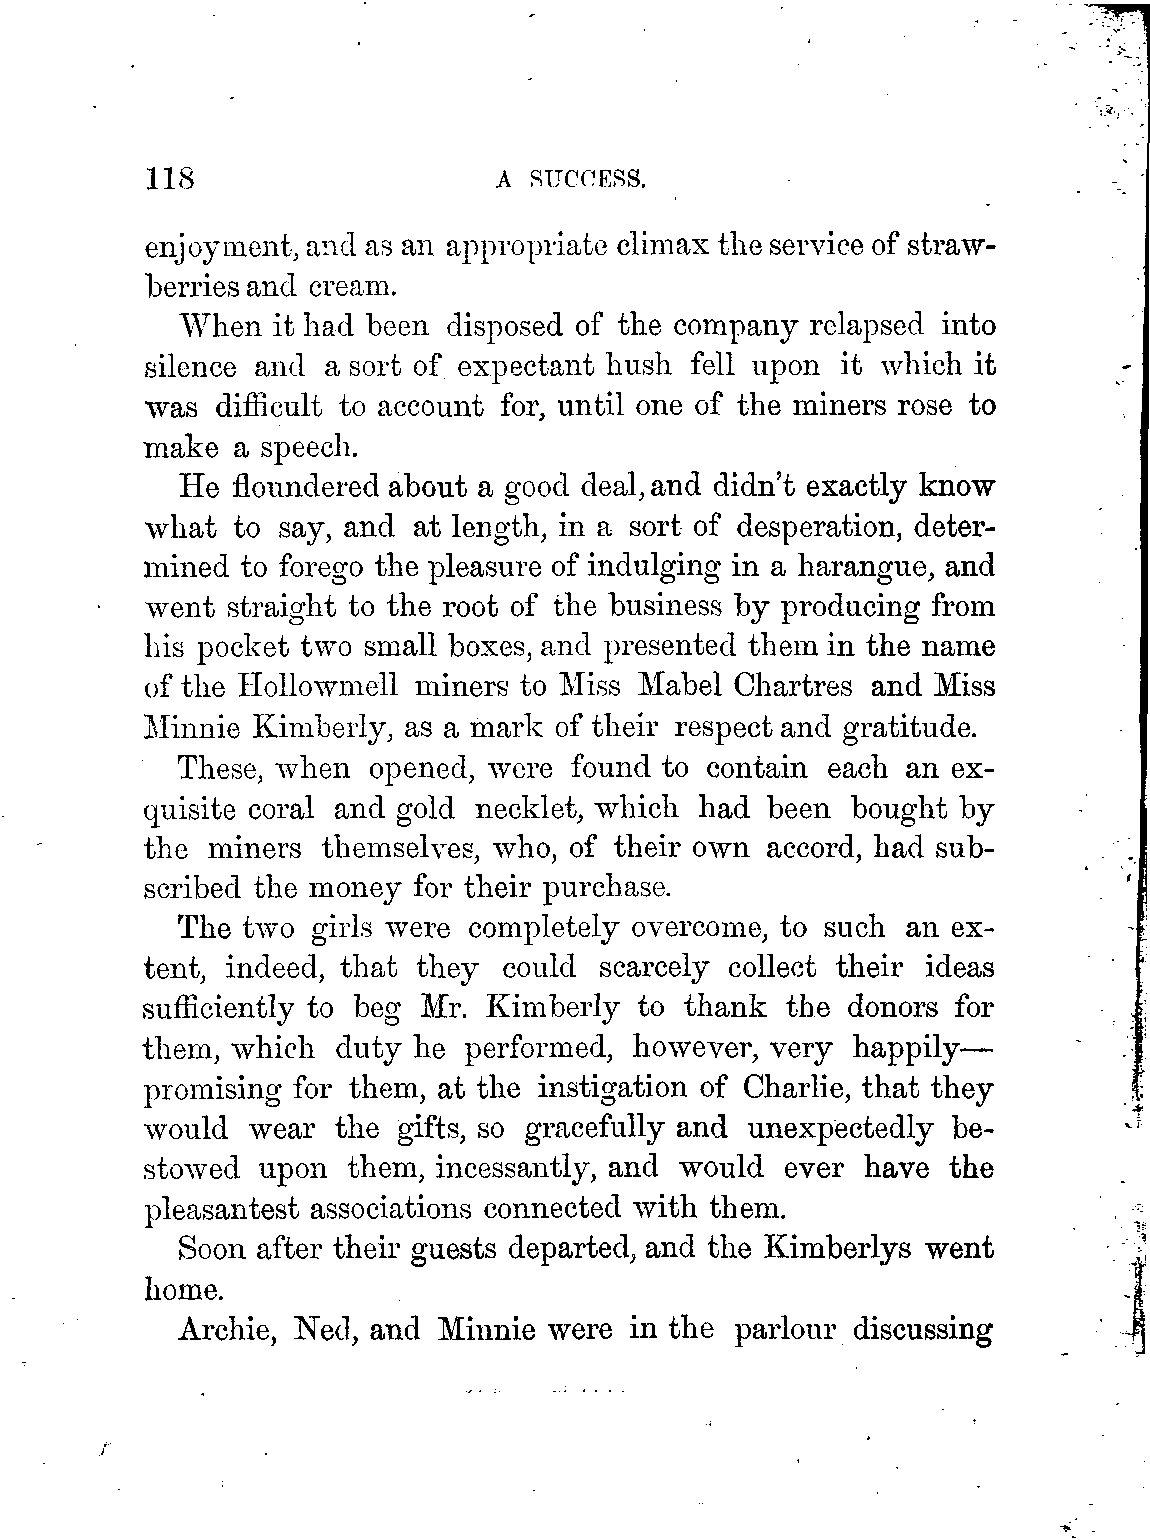 118 A SUCCESS.
enjoyment, and as an appropriate climax the service of straw-
berries and cream.
When it had been disposed of the company relapsed into
silence and a sort of expectant hush fell upon it which it
was difficult to account for, until one of the miners rose to
make a speech.
He floundered about a good deal, and didn't exactly know
what to say, and at length, in a sort of desperation, deter-
mined to forego the pleasure of indulging in a harangue, and
went straight to the root of the business by producing from
his pocket two small boxes, and presented them in the name
of the Hollowmell miners to Miss Mabel Chartres and Miss
Minnie Kimberly, as a mark of their respect and gratitude.
These, when opened, were found to contain each an ex-
quisite coral and gold necklet, which had been bought by
the miners themselves, who, of their own accord, had sub-
scribed the money for their purchase.
The two girls were completely overcome, to such an ex-
tent, indeed, that they could scarcely collect their ideas
sufficiently to beg Mr. Kimberly to thank the donors for
them, which duty he performed, however, very happily—
promising for them, at the instigation of Charlie, that they
would wear the gifts, so gracefully and unexpectedly be-
stowed upon them, incessantly, and would ever have the
pleasantest associations connected with them.
Soon after their guests departed, and the Kimberlys went
home.
Archie, Ned, and Minnie were in the parlour discussing